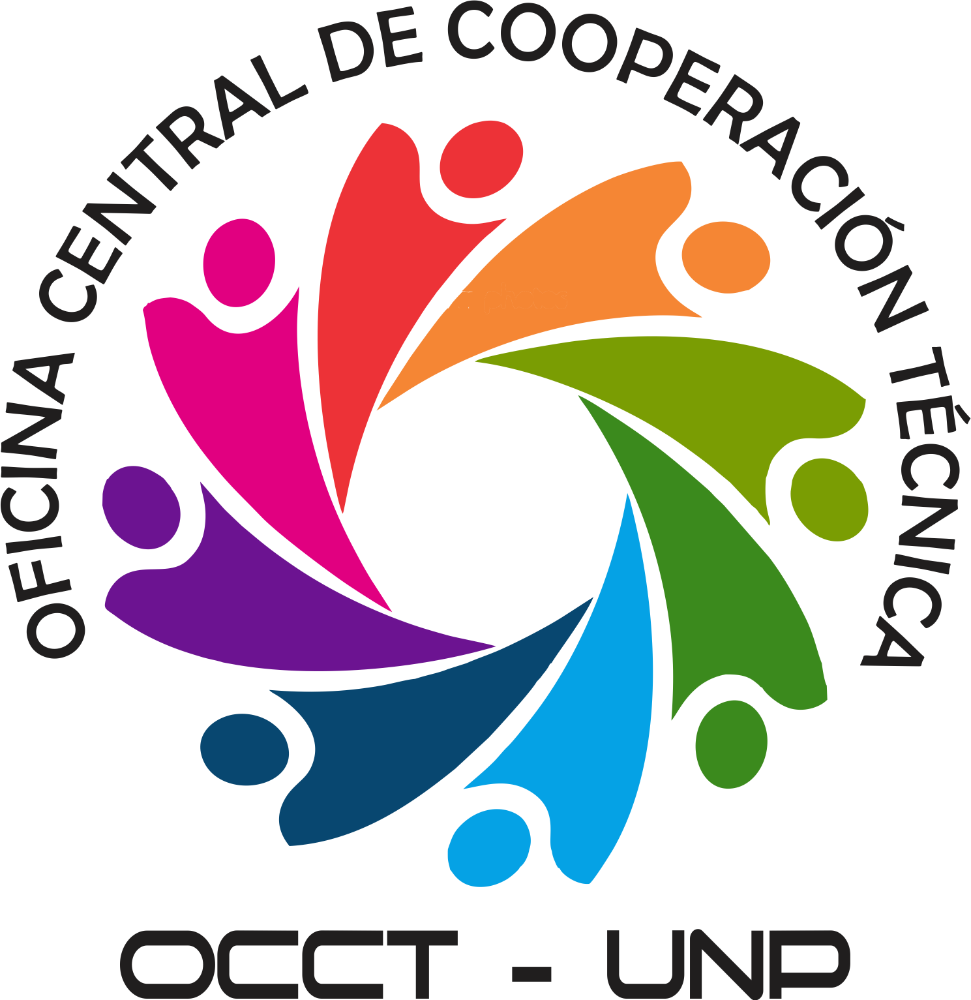 OFICINA CENTRAL DE COOPERACIÓN TÉCNICA
OCCT - UNP